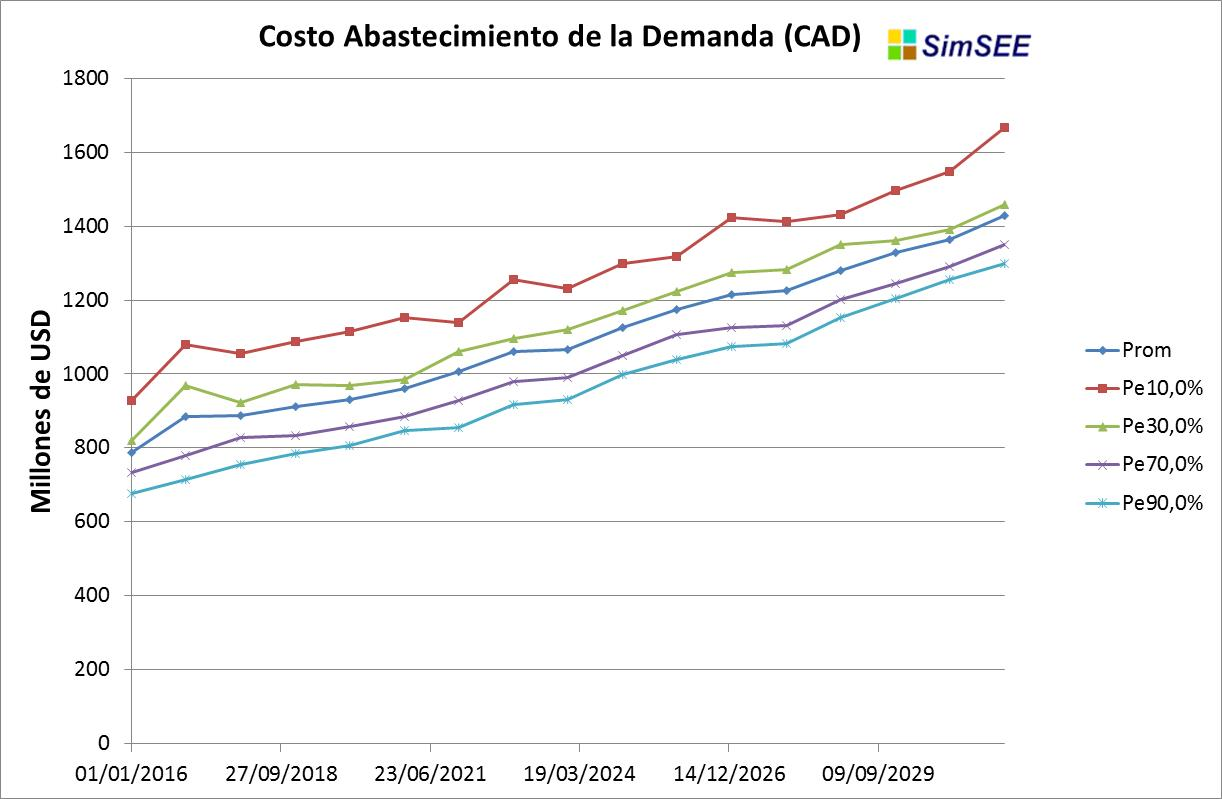 Costo Abastecimiento de la Demanda (CAD)
SimSEE
Millones de USD
1800
1600
1400
1200
1000
800
600
400
200
0
01/01/2016
27/09/2018
23/06/2021
19/03/2024
14/12/2026
09/09/2029
Prom
Pe10,0%
Pe30,0%
Pe70,0%
Pe90,0%